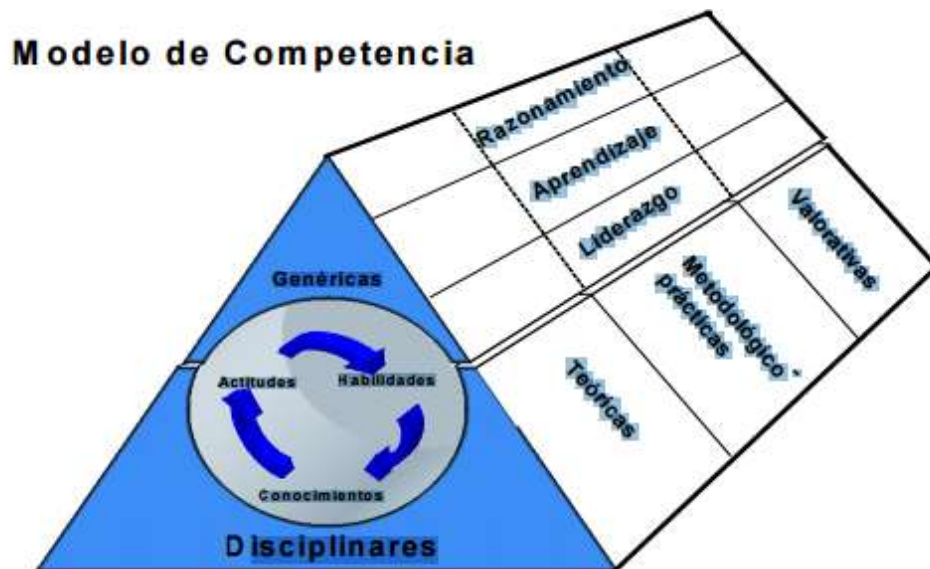 Modelo de Competencia
Razonamiento
Aprendizaje
Liderazgo
Genéricas
Valorativas
Metodológico -
prácticas
Teóricas
Actitudes
Habilidades
Conocimientos
Disciplinares